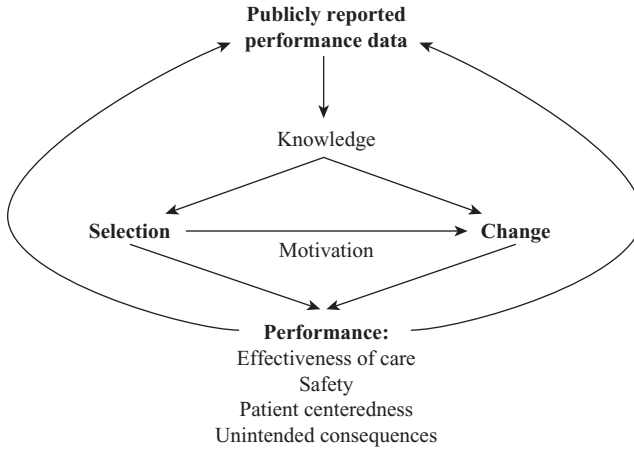 Publicly reported
performance data
Knowledge
Selection
Change
Motivation
Performance:
Effectiveness of care
Safety
Patient centeredness
Unintended consequences